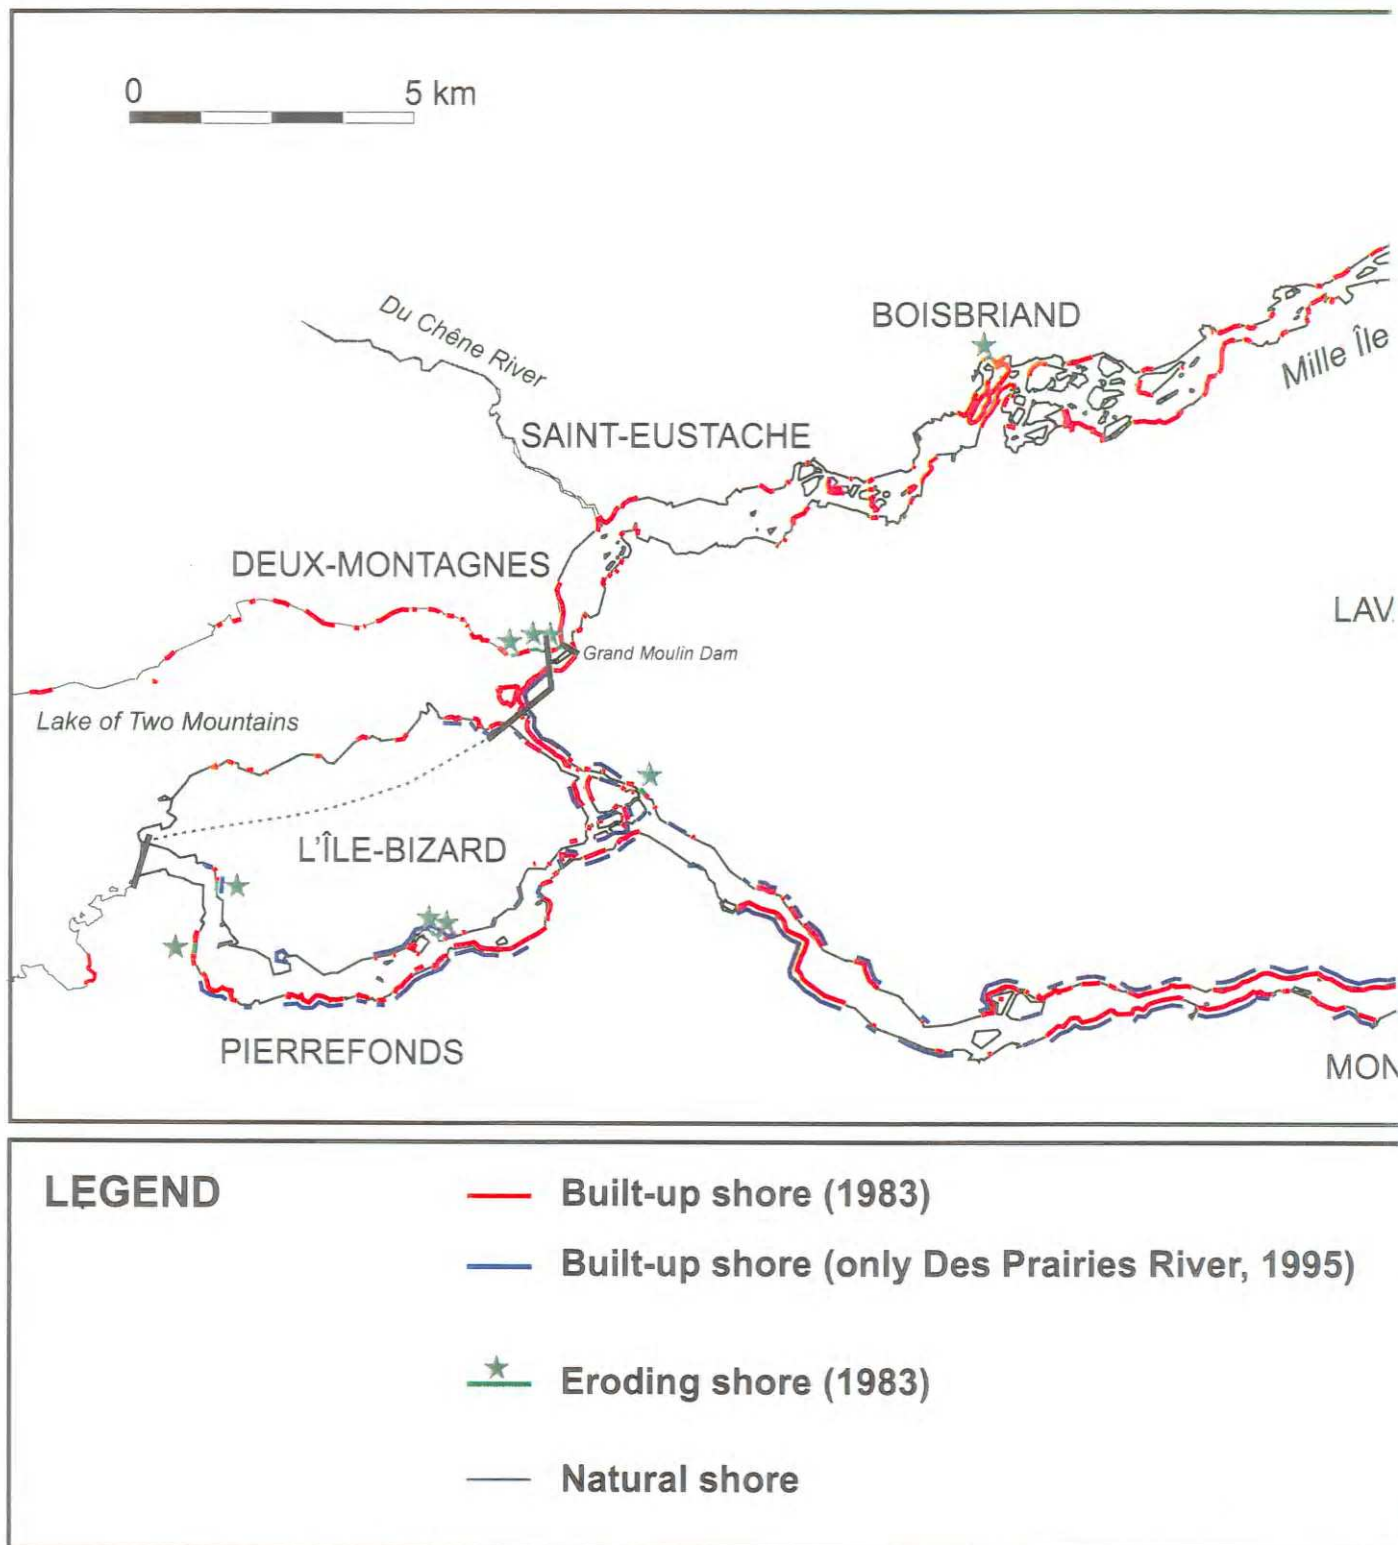 0 5 km
Du Chêne River
BOISBRIAND
Mille Île
SAINT-EUSTACHE
DEUX-MONTAGNES
LAV
Grand Moulin Dam
Lake of Two Mountains
L'ÎLE-BIZARD
PIERREFONDS
MON
LEGEND
Built-up shore (1983)
Built-up shore (only Des Prairies River, 1995)
Eroding shore (1983)
Natural shore